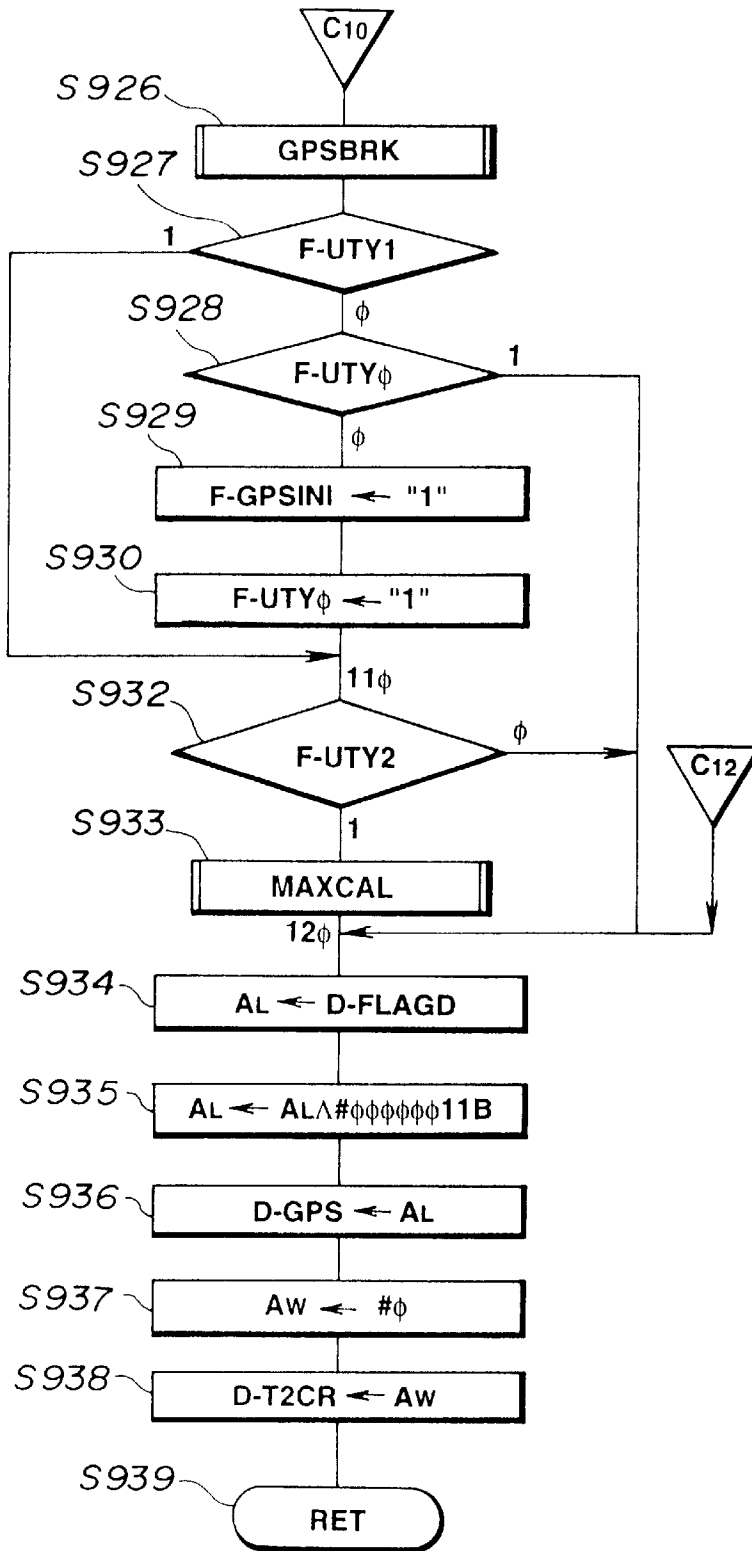 C10
S926
GPSBRK
S927
1
F-UTY1
ϕ
S928
1
F-UTYϕ
S929
ϕ
F-GPSINI ← "1"
S930
F-UTYϕ ← "1"
11ϕ
S932
ϕ
F-UTY2
C12
S933
1
MAXCAL
12ϕ
S934
AL ← D-FLAGD
S935
AL ← AL∧#ϕϕϕϕϕϕ11B
S936
D-GPS ← AL
S937
AW ← #ϕ
S938
D-T2CR ← AW
S939
RET